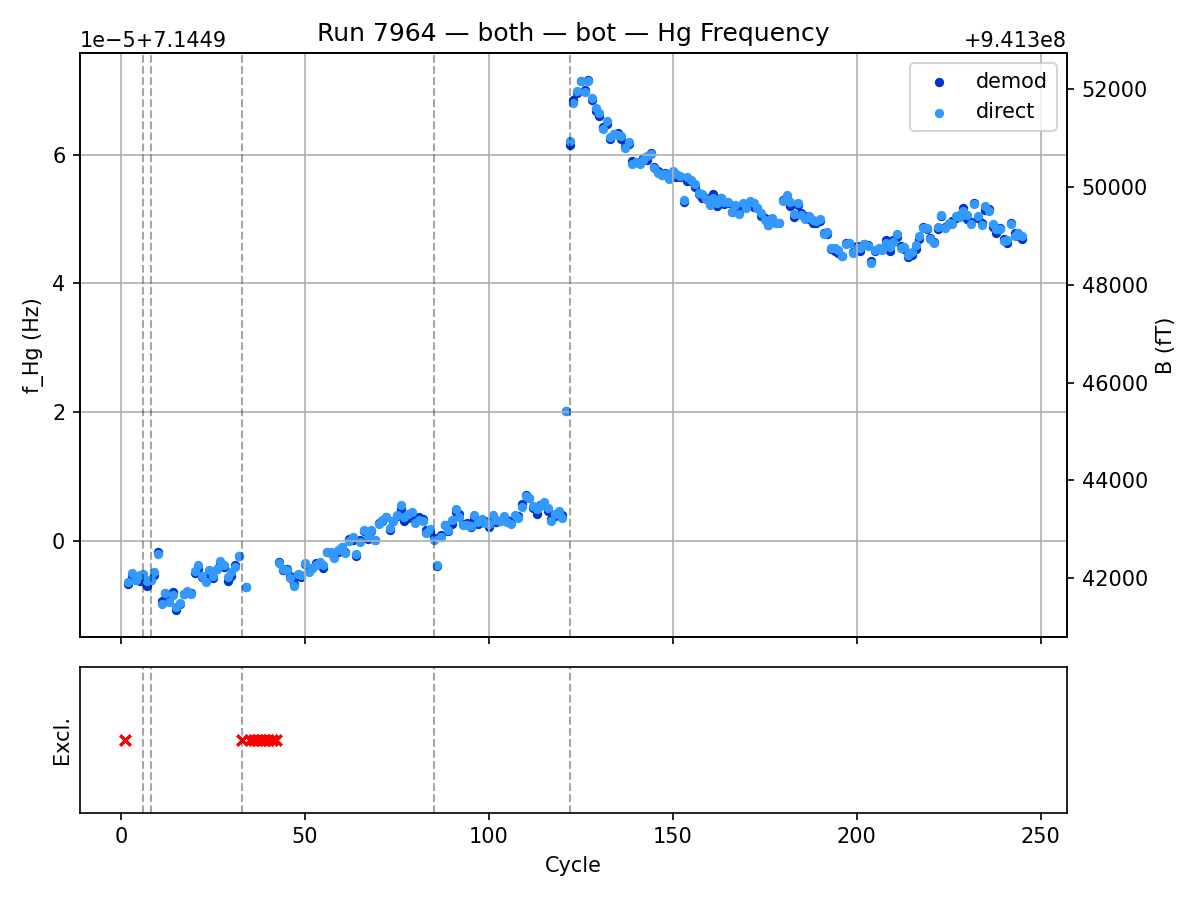 Run 7964 — both — bot — Hg Frequency
1e−5+7.1449
+9.413e8
demod
direct
6
4
2
0
f_Hg (Hz)
52000
50000
48000
46000
44000
42000
B (fT)
Excl.
0
50
100
150
200
250
Cycle